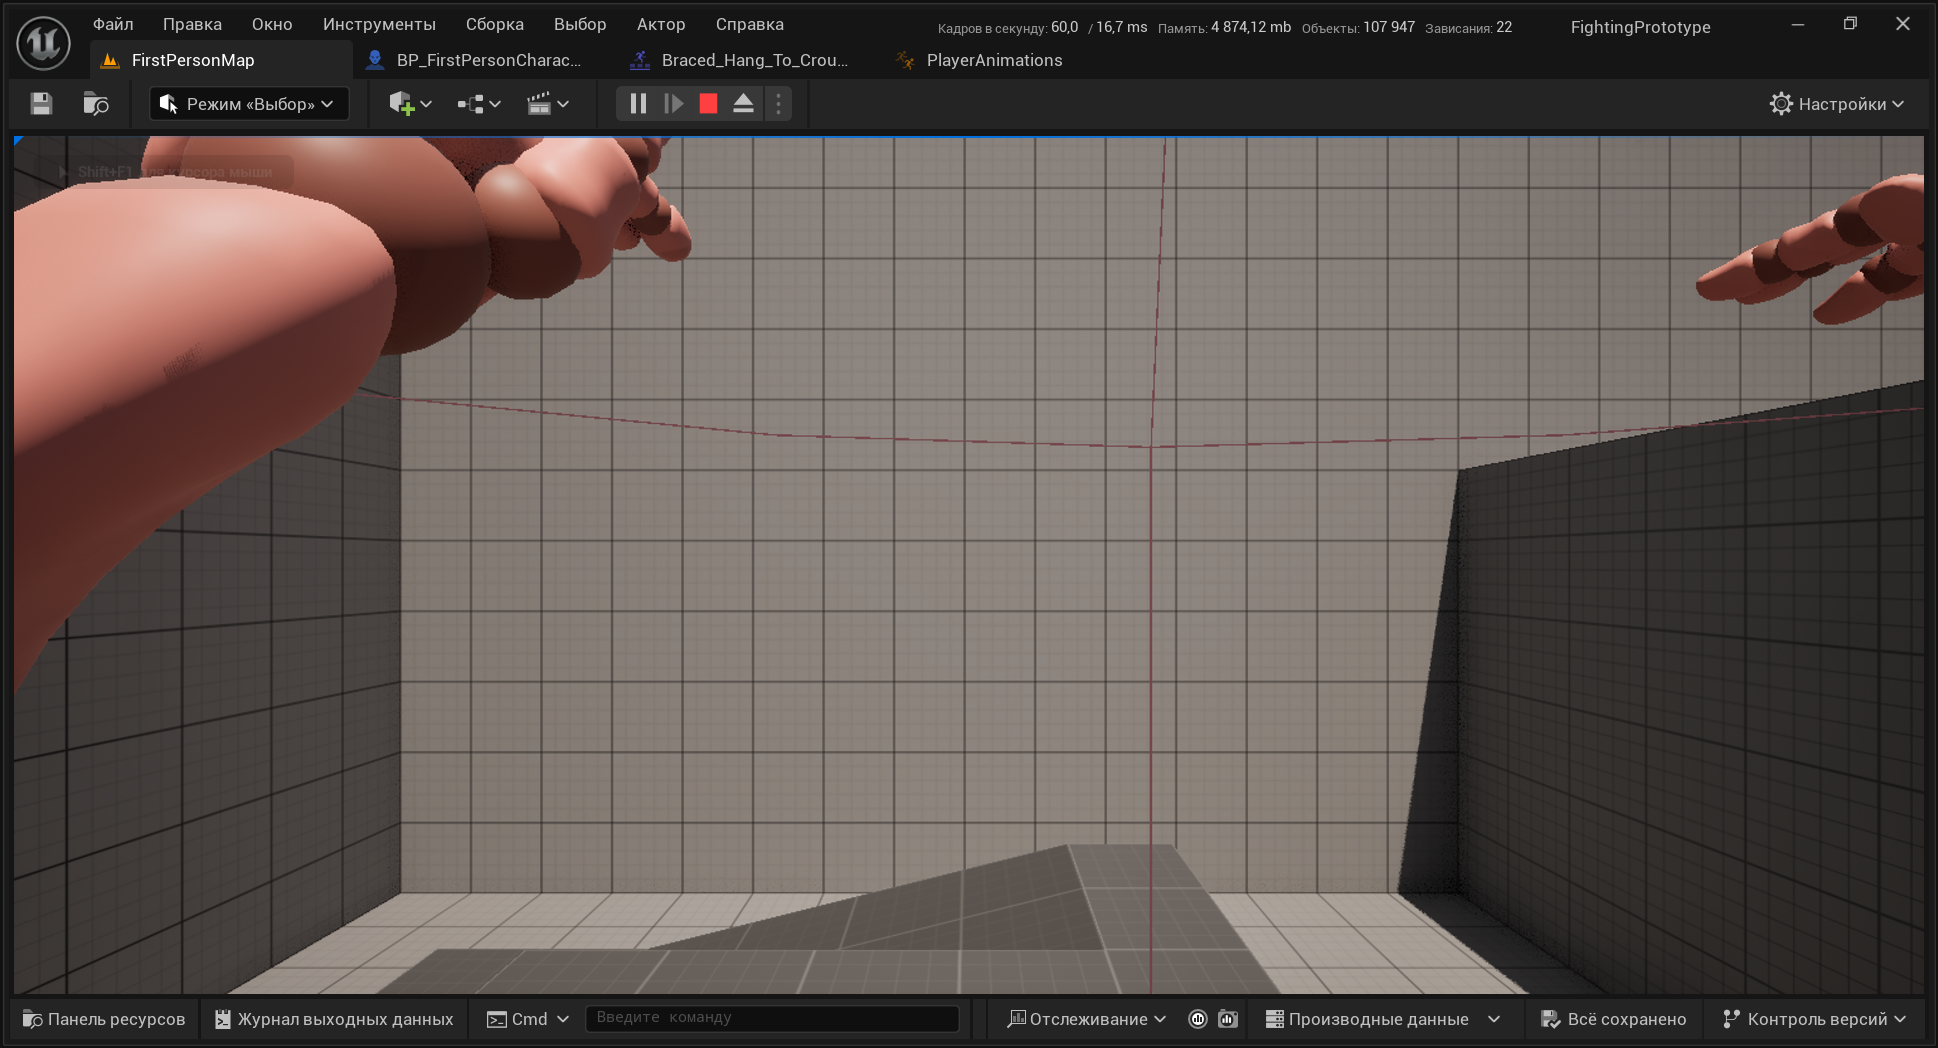 Файл Правка Окно Инструменты Сборка Выбор Актор Справка Кадров в секунду: 60,0 / 16,7 ms Память: 4 874,12 mb Объекты: 107 947 Зависания: 22 FightingPrototype
FirstPersonMap BP_FirstPersonCharac... Braced_Hang_To_Crou... PlayerAnimations
Режим «Выбор» Настройки
Shift+F1 для курсора мыши
Панель ресурсов Журнал выходных данных Cmd Введите команду Отслеживание Производные данные Всё сохранено Контроль версий